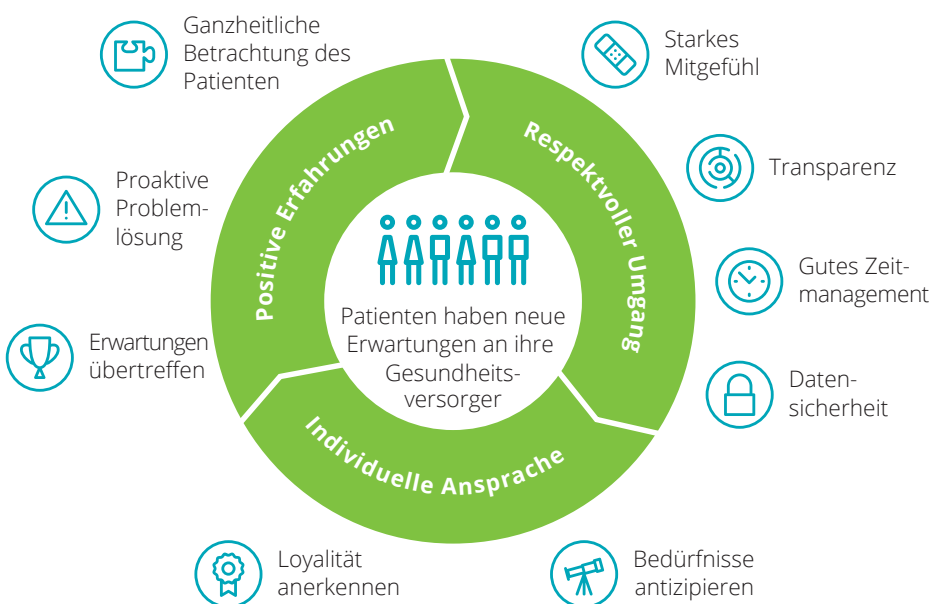 Ganzheitliche
Betrachtung des
Patienten
Starkes
Mitgefühl
Positive Erfahrungen
Respektvoller Umgang
Transparenz
Proaktive
Problem-
lösung
Gutes Zeit-
management
Patienten haben neue
Erwartungen an ihre
Gesundheits-
versorger
Erwartungen
übertreffen
Daten-
sicherheit
Individuelle Ansprache
Loyalität
anerkennen
Bedürfnisse
antizipieren